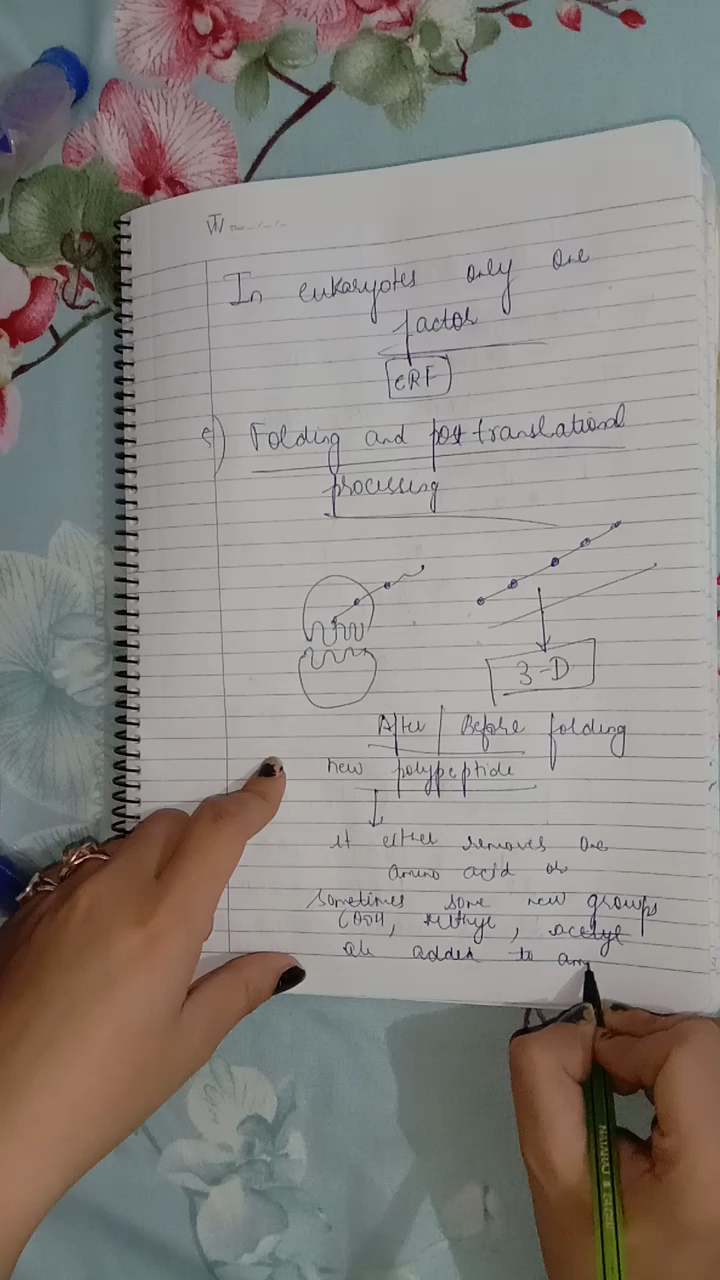 In eukaryotes only one
factor
eRF
5) Folding and post translational
processing
3-D
After / Before folding
new polypeptide
it either removes one
amino acid or
sometimes some new groups
COOH, methyl, acetyl
are added to am